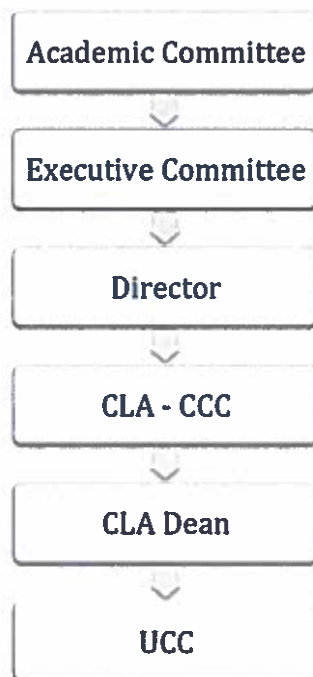 Academic Committee
Executive Committee
Director
CLA - CCC
CLA Dean
UCC